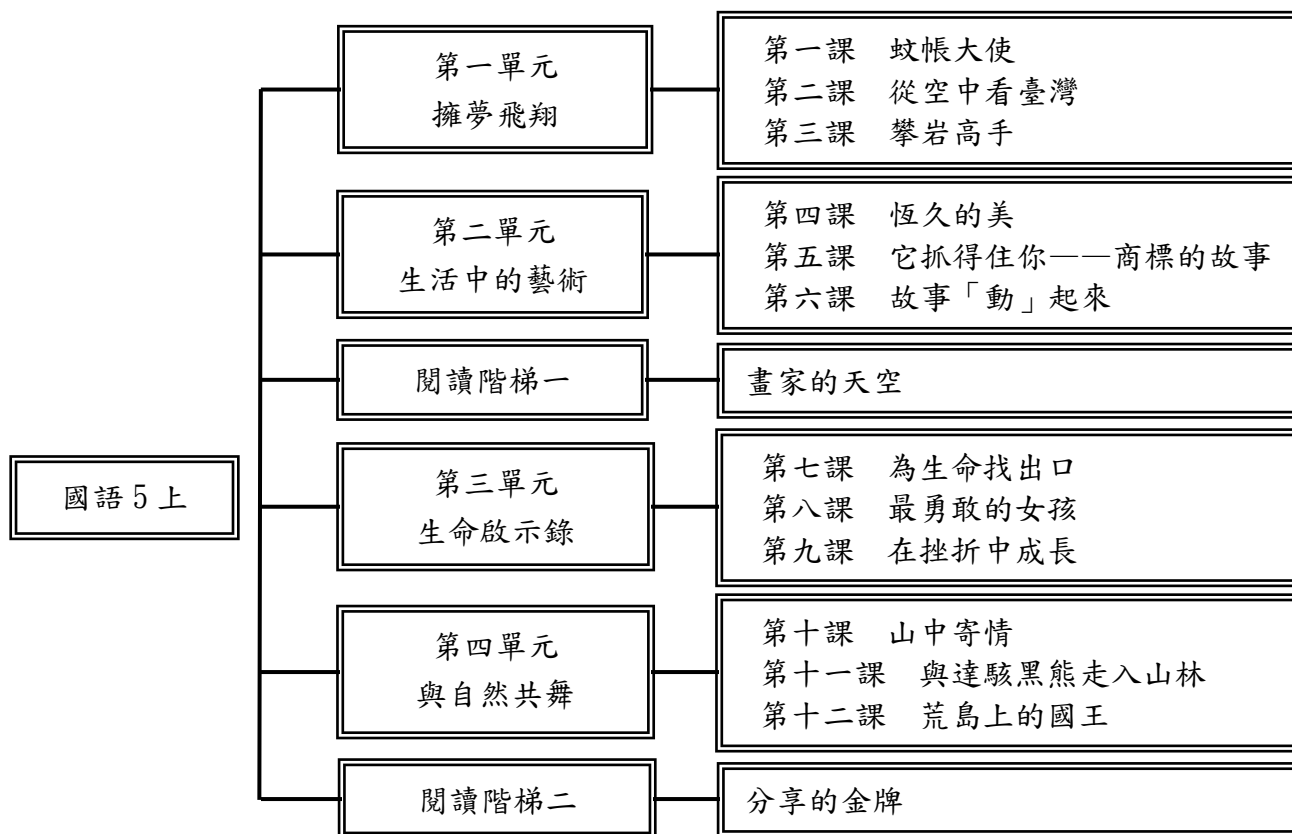 國語5上
第一單元
擁夢飛翔
第一課 蚊帳大使
第二課 從空中看臺灣
第三課 攀岩高手
第二單元
生活中的藝術
第四課 恆久的美
第五課 它抓得住你——商標的故事
第六課 故事「動」起來
閱讀階梯一
畫家的天空
第三單元
生命啟示錄
第七課 為生命找出口
第八課 最勇敢的女孩
第九課 在挫折中成長
第四單元
與自然共舞
第十課 山中寄情
第十一課 與達駭黑熊走入山林
第十二課 荒島上的國王
閱讀階梯二
分享的金牌